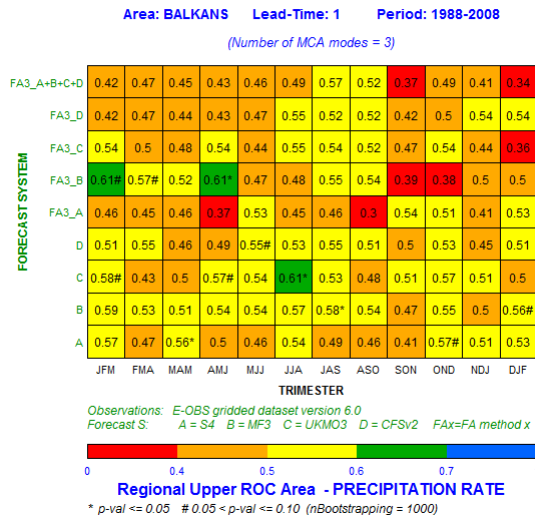 Area: BALKANS Lead-Time: 1 Period: 1988-2008
(Number of MCA modes = 3)
FORECAST SYSTEM
FA3_A+B+C+D 0.42 0.47 0.45 0.43 0.46 0.49 0.57 0.52 0.37 0.49 0.41 0.34
FA3_D 0.42 0.47 0.44 0.43 0.47 0.55 0.52 0.52 0.42 0.5 0.54 0.54
FA3_C 0.54 0.5 0.48 0.54 0.44 0.55 0.54 0.52 0.47 0.54 0.44 0.36
FA3_B 0.61# 0.57# 0.52 0.61* 0.47 0.48 0.55 0.54 0.39 0.38 0.5 0.5
FA3_A 0.46 0.45 0.46 0.37 0.53 0.45 0.46 0.3 0.54 0.51 0.41 0.53
D 0.51 0.55 0.46 0.49 0.55# 0.53 0.55 0.51 0.5 0.53 0.45 0.51
C 0.58# 0.43 0.5 0.57# 0.54 0.61* 0.53 0.48 0.51 0.57 0.51 0.5
B 0.59 0.53 0.51 0.54 0.54 0.57 0.58* 0.54 0.47 0.55 0.5 0.56#
A 0.57 0.47 0.56* 0.5 0.46 0.54 0.49 0.46 0.41 0.57# 0.51 0.53
JFM FMA MAM AMJ MJJ JJA JAS ASO SON OND NDJ DJF
TRIMESTER
Observations: E-OBS gridded dataset version 6.0
Forecast S: A = S4 B = MF3 C = UKMO3 D = CFSv2 FAx=FA method x
0 0.4 0.5 0.6 0.7
Regional Upper ROC Area - PRECIPITATION RATE
* p-val <= 0.05 # 0.05 < p-val <= 0.10 (nBootstrapping = 1000)